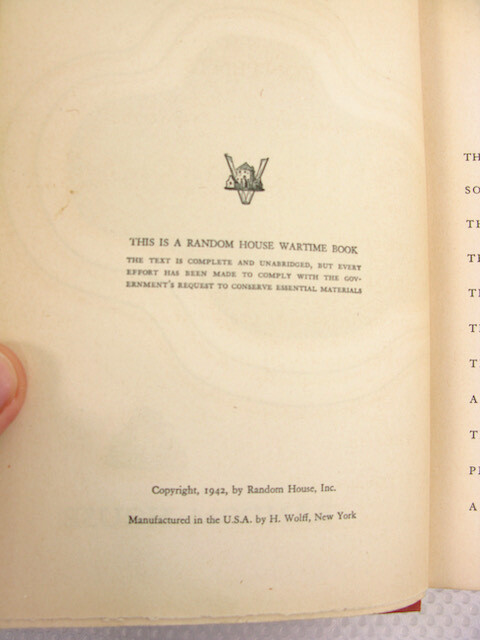 THIS IS A RANDOM HOUSE WARTIME BOOK
THE TEXT IS COMPLETE AND UNABRIDGED, BUT EVERY
EFFORT HAS BEEN MADE TO COMPLY WITH THE GOV-
ERNMENT'S REQUEST TO CONSERVE ESSENTIAL MATERIALS
Copyright, 1942, by Random House, Inc.
Manufactured in the U.S.A. by H. Wolff, New York